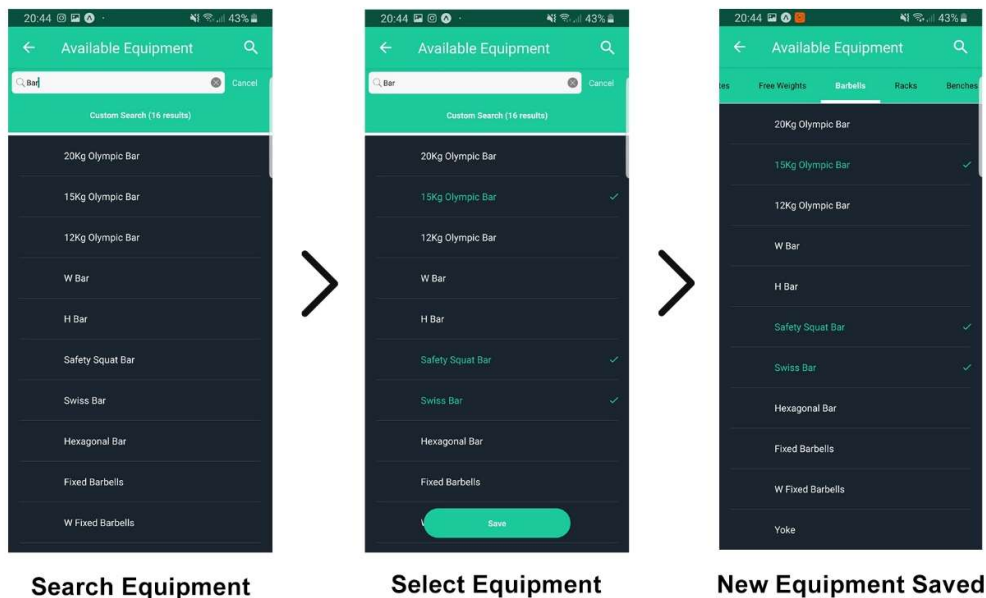 20:44
43%
Available Equipment
Bar
Cancel
Custom Search (16 results)
20Kg Olympic Bar
15Kg Olympic Bar
12Kg Olympic Bar
W Bar
H Bar
Safety Squat Bar
Swiss Bar
Hexagonal Bar
Fixed Barbells
W Fixed Barbells
Search Equipment
20:44
43%
Available Equipment
Bar
Cancel
Custom Search (16 results)
20Kg Olympic Bar
15Kg Olympic Bar
12Kg Olympic Bar
W Bar
H Bar
Safety Squat Bar
Swiss Bar
Hexagonal Bar
Fixed Barbells
Save
Select Equipment
20:44
43%
Available Equipment
tes Free Weights Barbells Racks Benches
20Kg Olympic Bar
15Kg Olympic Bar
12Kg Olympic Bar
W Bar
H Bar
Safety Squat Bar
Swiss Bar
Hexagonal Bar
Fixed Barbells
W Fixed Barbells
Yoke
New Equipment Saved